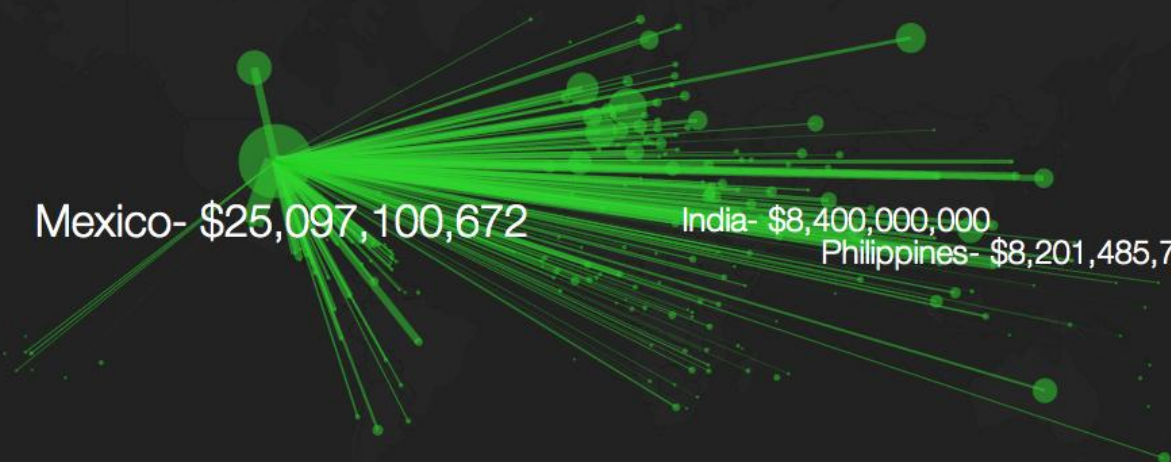 Mexico- $25,097,100,672
India- $8,400,000,000
Philippines- $8,201,485,7